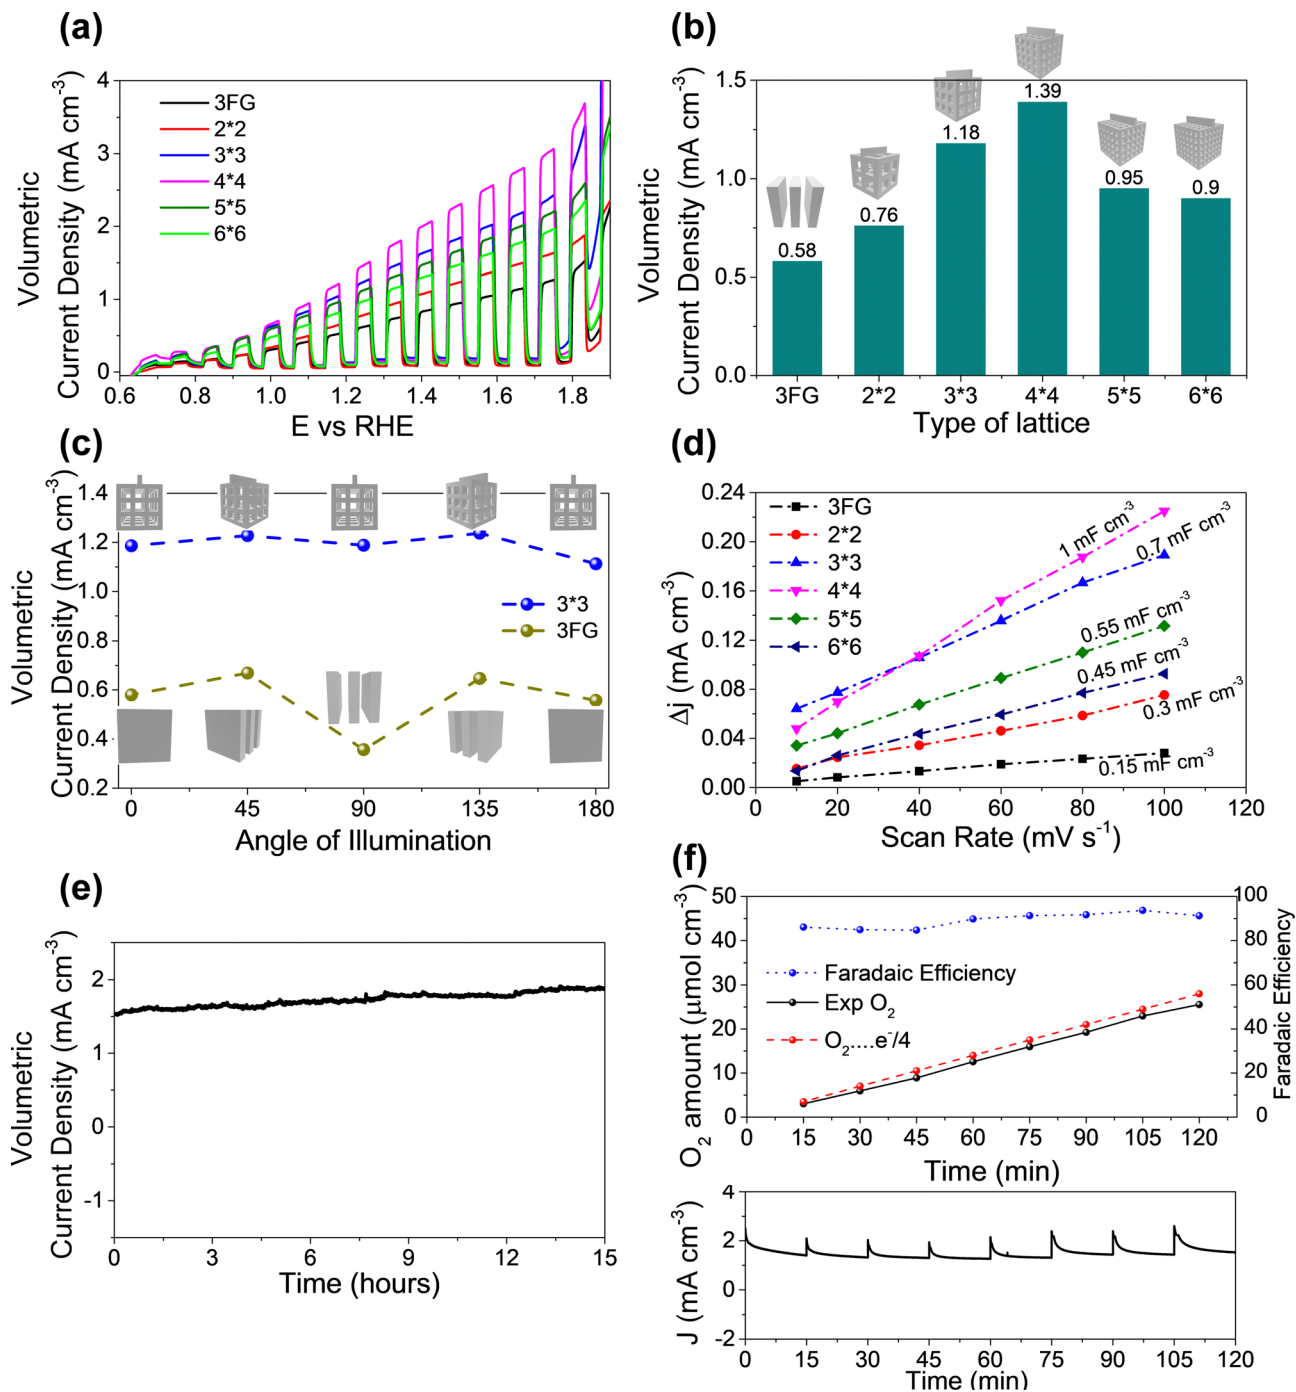 (a)
Volumetric
Current Density (mA cm-3)
4
3
2
1
0
3FG
2*2
3*3
4*4
5*5
6*6
0.6 0.8 1.0 1.2 1.4 1.6 1.8
E vs RHE
(b)
Volumetric
Current Density (mA cm-3)
1.5
1.0
0.5
0.0
0.58
0.76
1.18
1.39
0.95
0.9
3FG 2*2 3*3 4*4 5*5 6*6
Type of lattice
(c)
Volumetric
Current Density (mA cm-3)
1.4
1.2
1.0
0.8
0.6
0.4
0.2
3*3
3FG
0 45 90 135 180
Angle of Illumination
(d)
Δj (mA cm-3)
0.24
0.20
0.16
0.12
0.08
0.04
0.00
3FG
2*2
3*3
4*4
5*5
6*6
1 mF cm-3
0.7 mF cm-3
0.55 mF cm-3
0.45 mF cm-3
0.3 mF cm-3
0.15 mF cm-3
0 20 40 60 80 100 120
Scan Rate (mV s-1)
(e)
Volumetric
Current Density (mA cm-3)
2
1
0
-1
0 3 6 9 12 15
Time (hours)
(f)
O2 amount (μmol cm-3)
50
40
30
20
10
0
Faradaic Efficiency
Exp O2
O2....e-/4
100
80
60
40
20
0
Faradaic Efficiency
0 15 30 45 60 75 90 105 120
Time (min)
J (mA cm-3)
4
2
0
-2
0 15 30 45 60 75 90 105 120
Time (min)